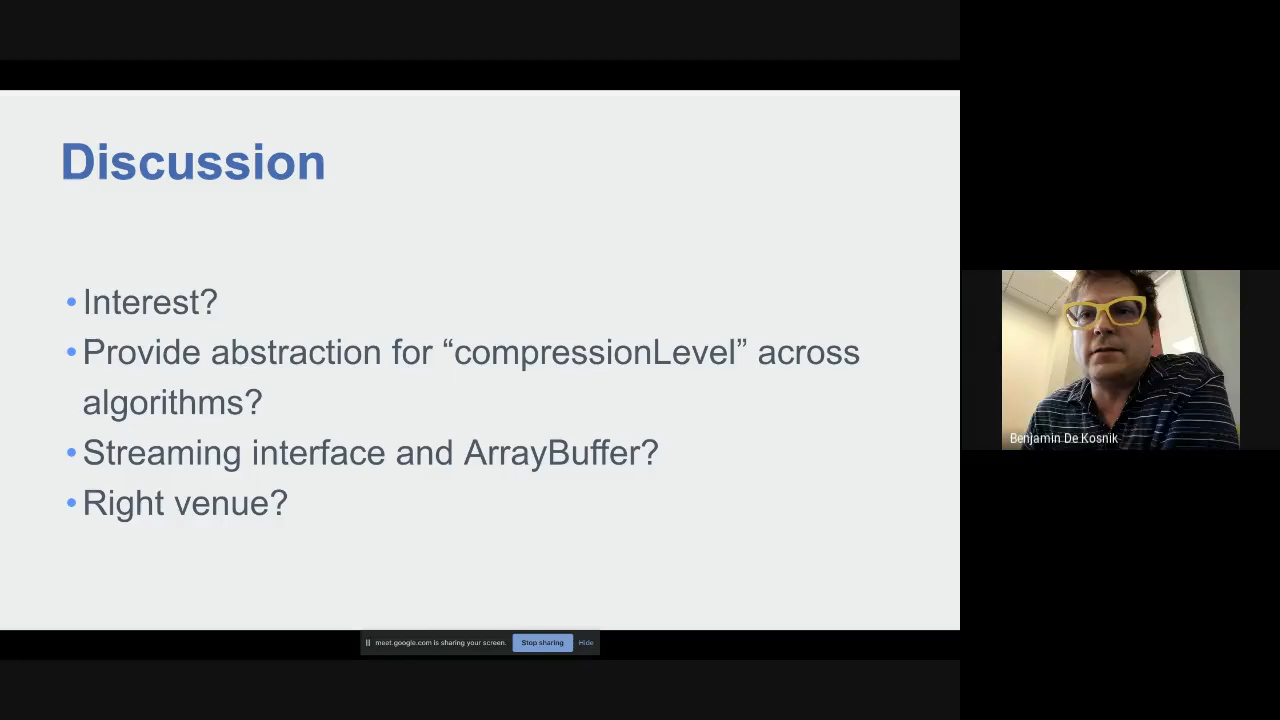 Discussion
• Interest?
• Provide abstraction for “compressionLevel” across
algorithms?
• Streaming interface and ArrayBuffer?
• Right venue?
Benjamin De Kosnik
meet.google.com is sharing your screen. Stop sharing Hide